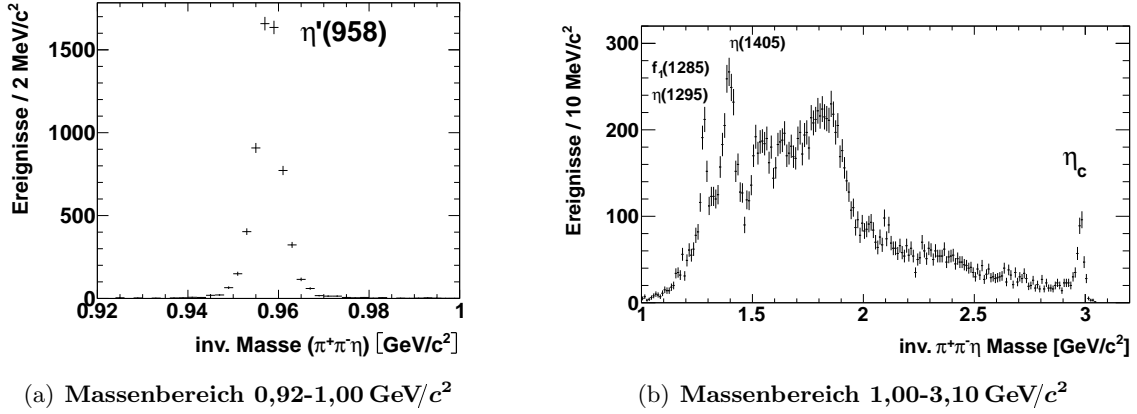 Ereignisse / 2 MeV/c²
1500
1000
500
0
η'(958)
0.92
0.94
0.96
0.98
1
inv. Masse (π⁺π⁻η) [GeV/c²]
(a) Massenbereich 0,92-1,00 GeV/c²
Ereignisse / 10 MeV/c²
300
200
100
0
η(1405)
f₁(1285)
η(1295)
η_c
1
1.5
2
2.5
3
inv. π⁺π⁻η Masse [GeV/c²]
(b) Massenbereich 1,00-3,10 GeV/c²